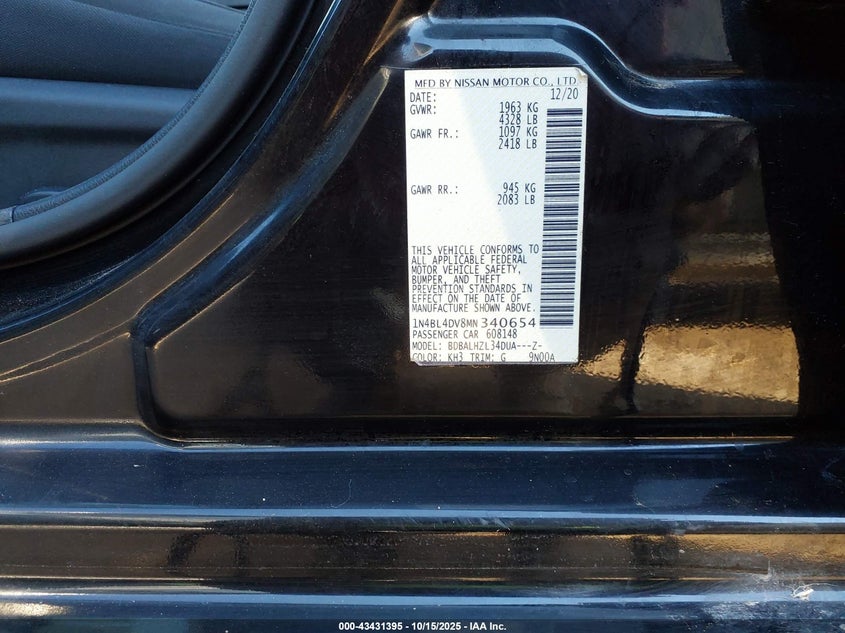 MFD BY NISSAN MOTOR CO., LTD.
DATE: 12/20
GVWR: 1963 KG
4328 LB
GAWR FR.: 1097 KG
2418 LB
GAWR RR.: 945 KG
2083 LB
THIS VEHICLE CONFORMS TO
ALL APPLICABLE FEDERAL
MOTOR VEHICLE SAFETY,
BUMPER, AND THEFT
PREVENTION STANDARDS IN
EFFECT ON THE DATE OF
MANUFACTURE SHOWN ABOVE.
1N4BL4DV8MN 340654
PASSENGER CAR 608148
MODEL: BDBALHZL34DUA---Z-
COLOR: KH3 TRIM: G 9N00A
000-43431395 - 10/15/2025 - IAA Inc.